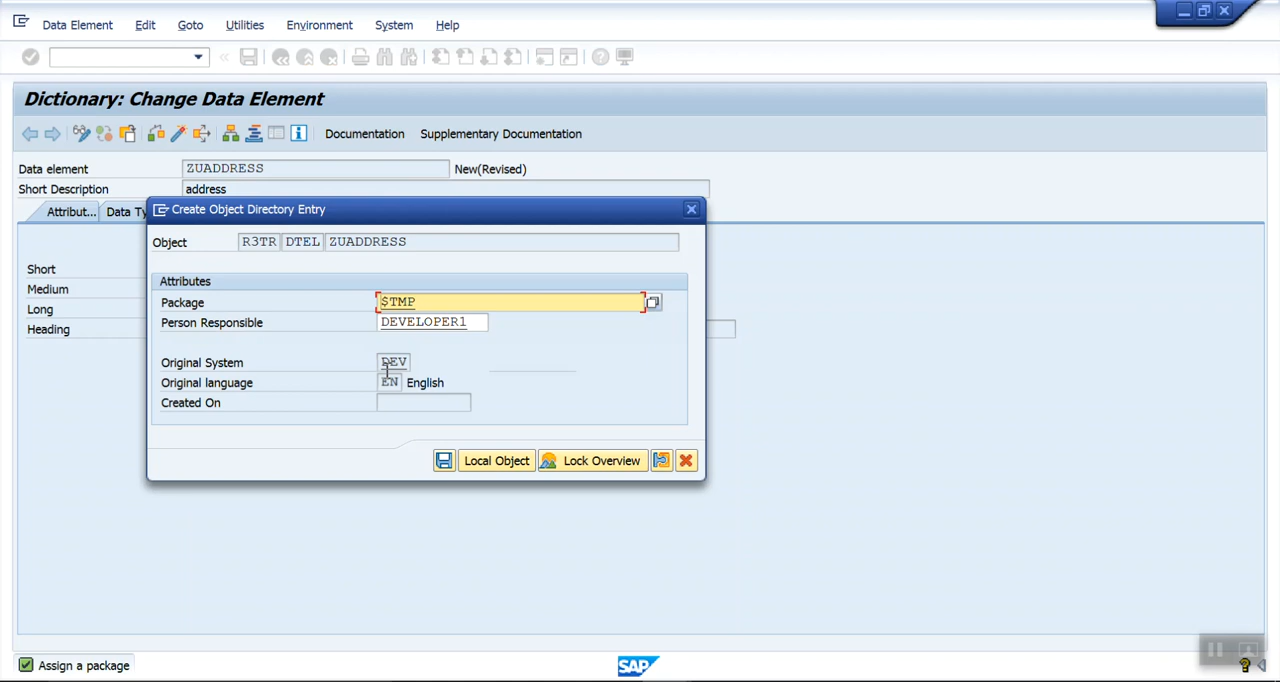 Data Element Edit Goto Utilities Environment System Help
Dictionary: Change Data Element
Documentation Supplementary Documentation
Data element ZUADDRESS New(Revised)
Short Description address
Attribut... Data Ty
Create Object Directory Entry
Object R3TR DTEL ZUADDRESS
Attributes
Package $TMP
Person Responsible DEVELOPER1
Original System DEV
Original language EN English
Created On
Short
Medium
Long
Heading
Local Object Lock Overview
Assign a package
SAP